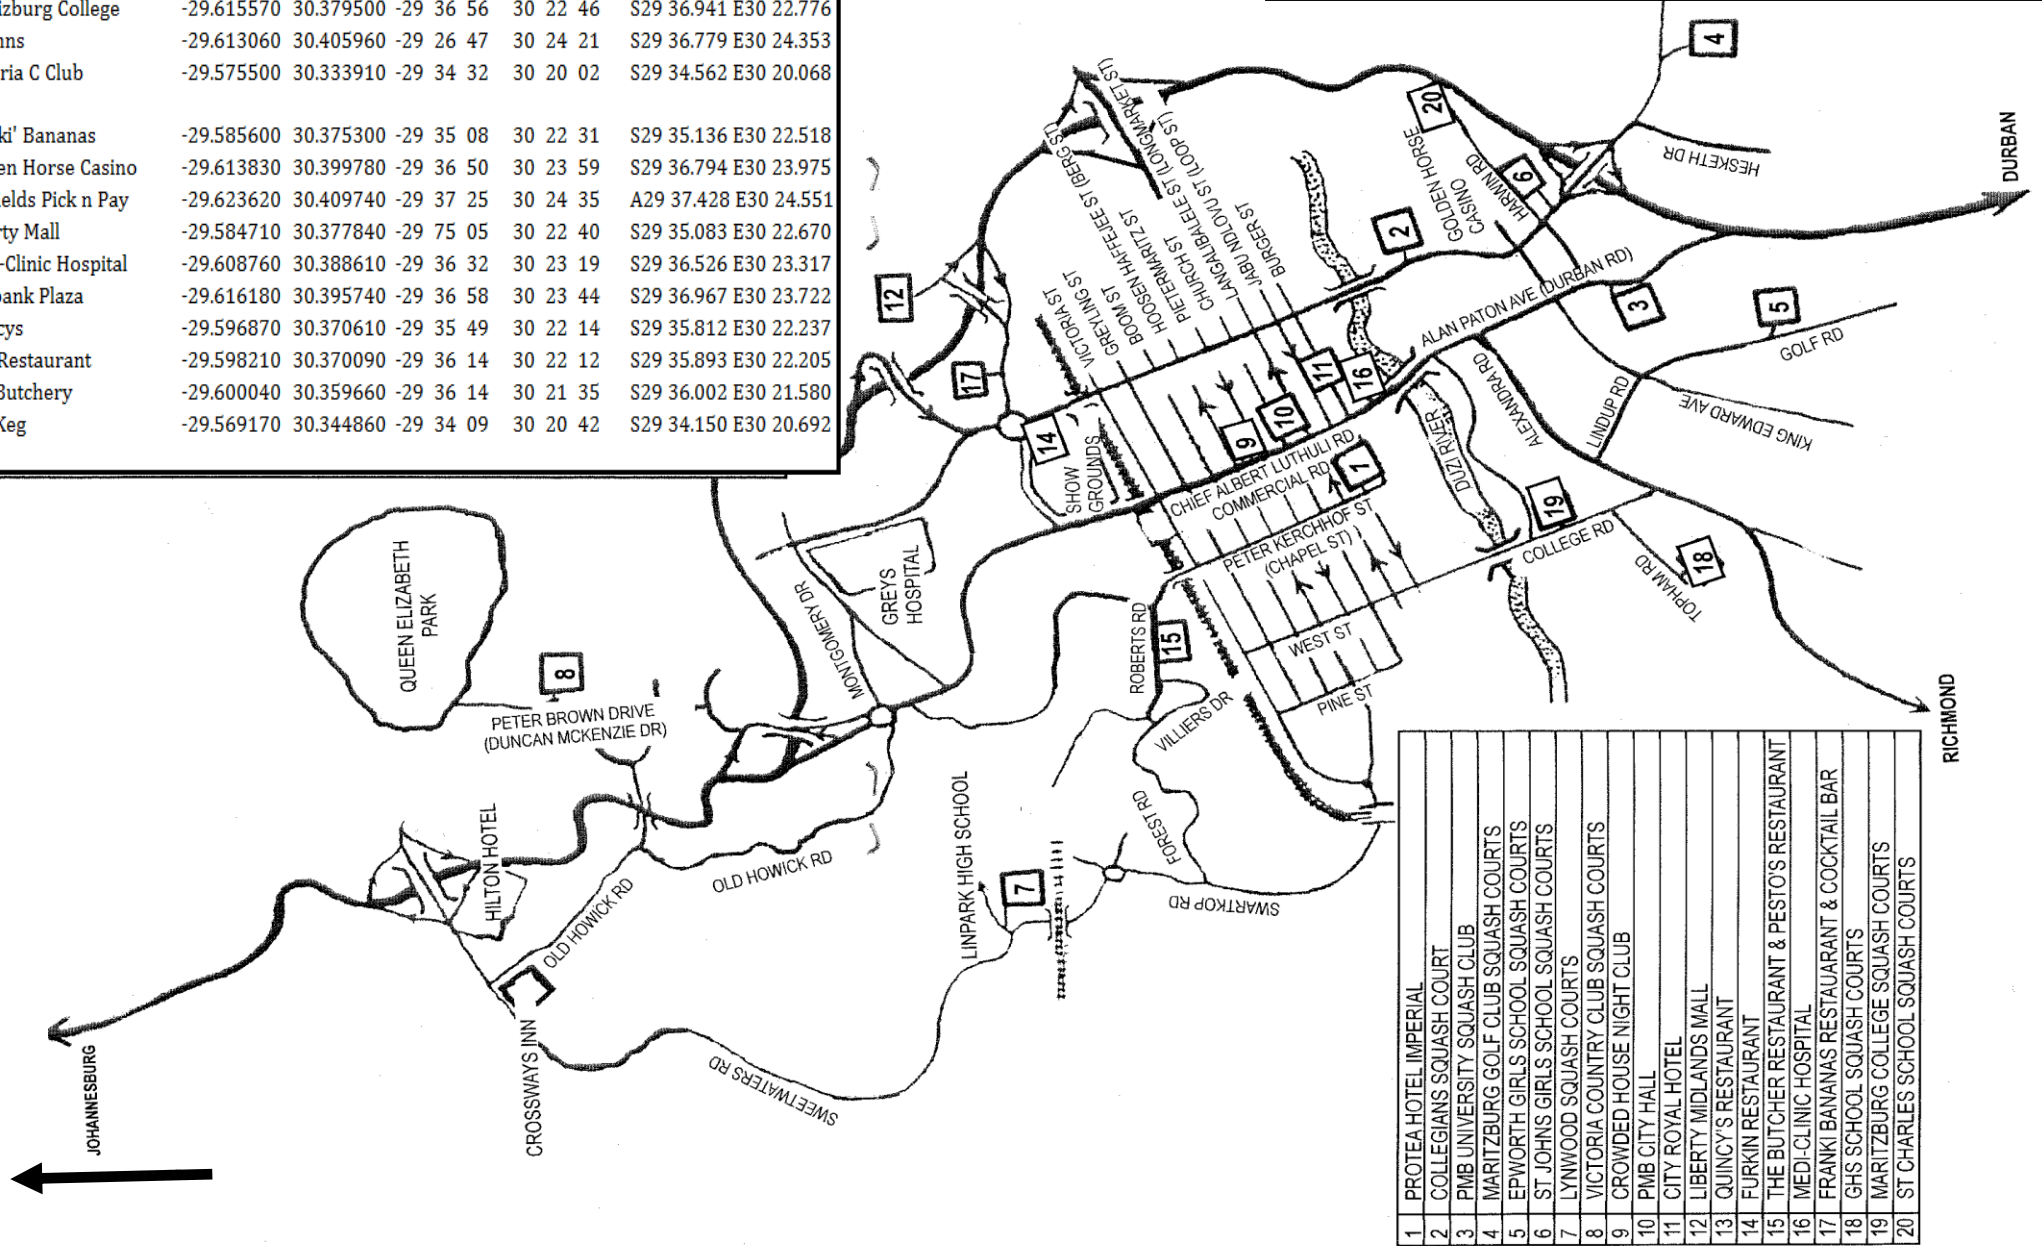 izburg College -29.615570 30.379500 -29 36 56 30 22 46 S29 36.941 E30 22.776
nns -29.613060 30.405960 -29 26 47 30 24 21 S29 36.779 E30 24.353
ria C Club -29.575500 30.333910 -29 34 32 30 20 02 S29 34.562 E30 20.068
ki' Bananas -29.585600 30.375300 -29 35 08 30 22 31 S29 35.136 E30 22.518
en Horse Casino -29.613830 30.399780 -29 36 50 30 23 59 S29 36.794 E30 23.975
ields Pick n Pay -29.623620 30.409740 -29 37 25 30 24 35 A29 37.428 E30 24.551
rty Mall -29.584710 30.377840 -29 75 05 30 22 40 S29 35.083 E30 22.670
-Clinic Hospital -29.608760 30.388610 -29 36 32 30 23 19 S29 36.526 E30 23.317
bank Plaza -29.616180 30.395740 -29 36 58 30 23 44 S29 36.967 E30 23.722
cys -29.596870 30.370610 -29 35 49 30 22 14 S29 35.812 E30 22.237
Restaurant -29.598210 30.370090 -29 36 14 30 22 12 S29 35.893 E30 22.205
Butchery -29.600040 30.359660 -29 36 14 30 21 35 S29 36.002 E30 21.580
Keg -29.569170 30.344860 -29 34 09 30 20 42 S29 34.150 E30 20.692
JOHANNESBURG
CROSSWAYS INN
HILTON HOTEL
OLD HOWICK RD
OLD HOWICK RD
SWEETWATERS RD
QUEEN ELIZABETH
PARK
8
PETER BROWN DRIVE
(DUNCAN MCKENZIE DR)
MONTGOMERY DR
GREYS
HOSPITAL
LINPARK HIGH SCHOOL
7
SWARTKOP RD
FOREST RD
VILLIERS DR
ROBERTS RD
15
12
17
14
SHOW
GROUNDS
VICTORIA ST
GREYLING ST
BOOM ST
HOOSEN HAFFEJEE ST (BERG ST)
PIETERMARITZ ST
CHURCH ST
LANGALIBALELE ST (LONGMARKET ST)
JABU NDLOVU ST (LOOP ST)
BURGER ST
9
10
11
16
1
CHIEF ALBERT LUTHULI RD
COMMERCIAL RD
PETER KERCHHOF ST
(CHAPEL ST)
WEST ST
PINE ST
DUZI RIVER
2
GOLDEN HORSE
CASINO
20
HARWIN RD
6
4
HESKETH DR
DURBAN
ALAN PATON AVE (DURBAN RD)
3
5
GOLF RD
ALEXANDRA RD
LINDUP RD
KING EDWARD AVE
19
COLLEGE RD
TOPHAM RD
18
RICHMOND
1 PROTEA HOTEL IMPERIAL
2 COLLEGIANS SQUASH COURT
3 PMB UNIVERSITY SQUASH CLUB
4 MARITZBURG GOLF CLUB SQUASH COURTS
5 EPWORTH GIRLS SCHOOL SQUASH COURTS
6 ST JOHNS GIRLS SCHOOL SQUASH COURTS
7 LYNWOOD SQUASH COURTS
8 VICTORIA COUNTRY CLUB SQUASH COURTS
9 CROWDED HOUSE NIGHT CLUB
10 PMB CITY HALL
11 CITY ROYAL HOTEL
12 LIBERTY MIDLANDS MALL
13 QUINCY'S RESTAURANT
14 FURKIN RESTAURANT
15 THE BUTCHER RESTAURANT & PESTO'S RESTAURANT
16 MEDI-CLINIC HOSPITAL
17 FRANKI BANANAS RESTAUARANT & COCKTAIL BAR
18 GHS SCHOOL SQUASH COURTS
19 MARITZBURG COLLEGE SQUASH COURTS
20 ST CHARLES SCHOOL SQUASH COURTS